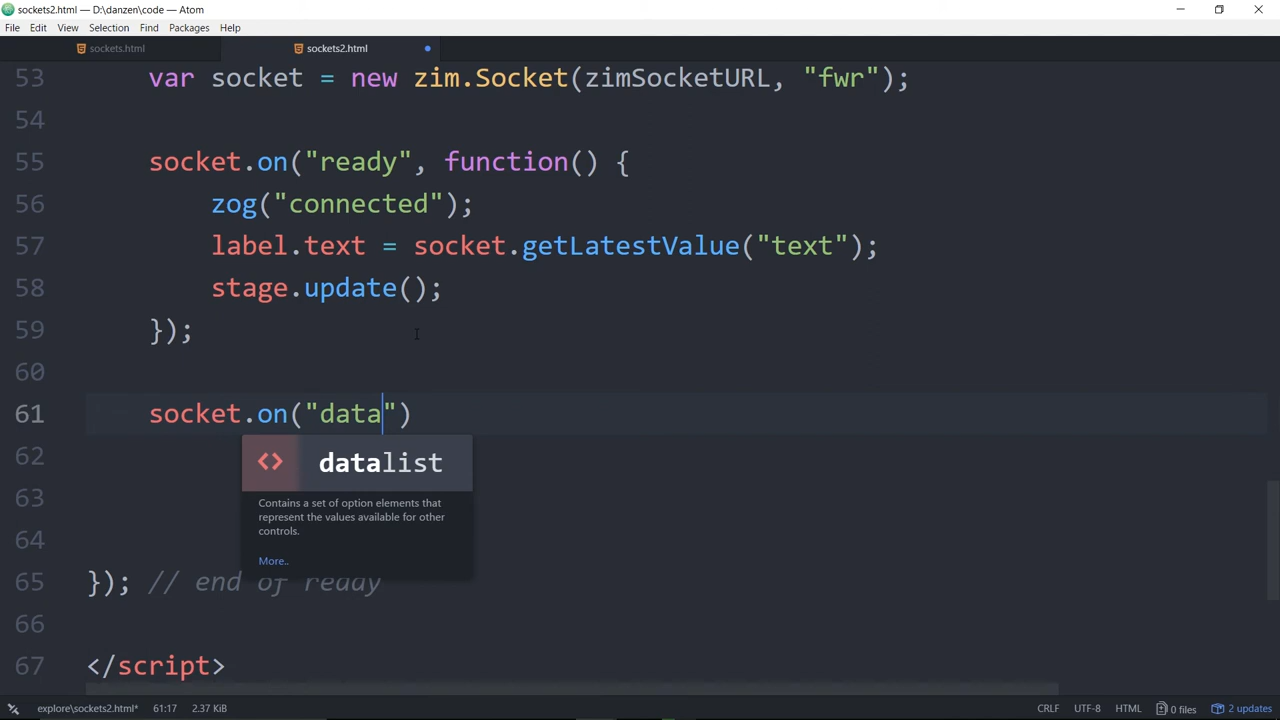 sockets2.html — D:\danzen\code — Atom
File Edit View Selection Find Packages Help
sockets.html sockets2.html
53 var socket = new zim.Socket(zimSocketURL, "fwr");
54
55 socket.on("ready", function() {
56 zog("connected");
57 label.text = socket.getLatestValue("text");
58 stage.update();
59 });
60
61 socket.on("data")
62 datalist
63 Contains a set of option elements that
represent the values available for other
controls.
64
More..
65 }); // end of ready
66
67 </script>
explore\sockets2.html* 61:17 2.37 KiB CRLF UTF-8 HTML 0 files 2 updates